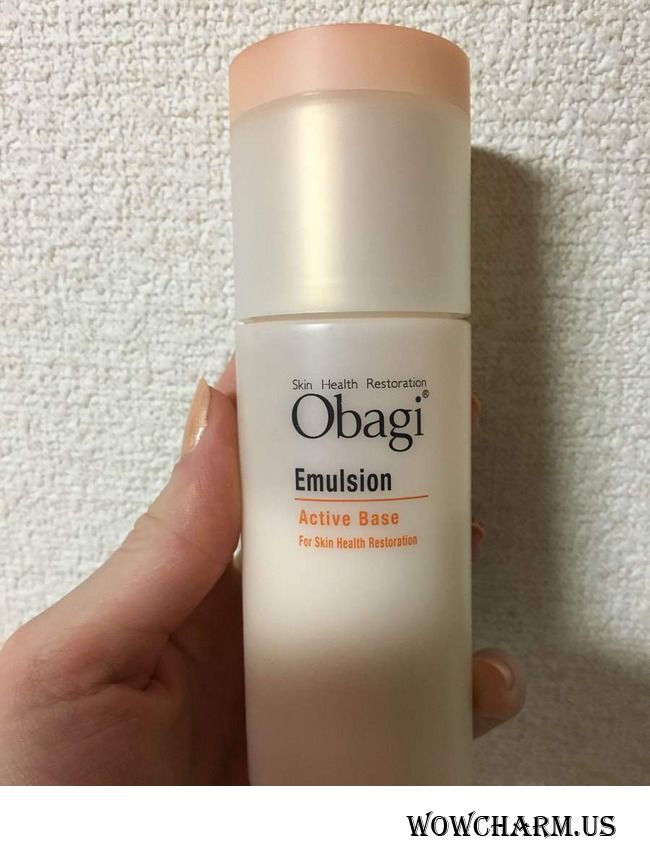 Skin Health Restoration
Obagi®
Emulsion
Active Base
For Skin Health Restoration
WOWCHARM.US